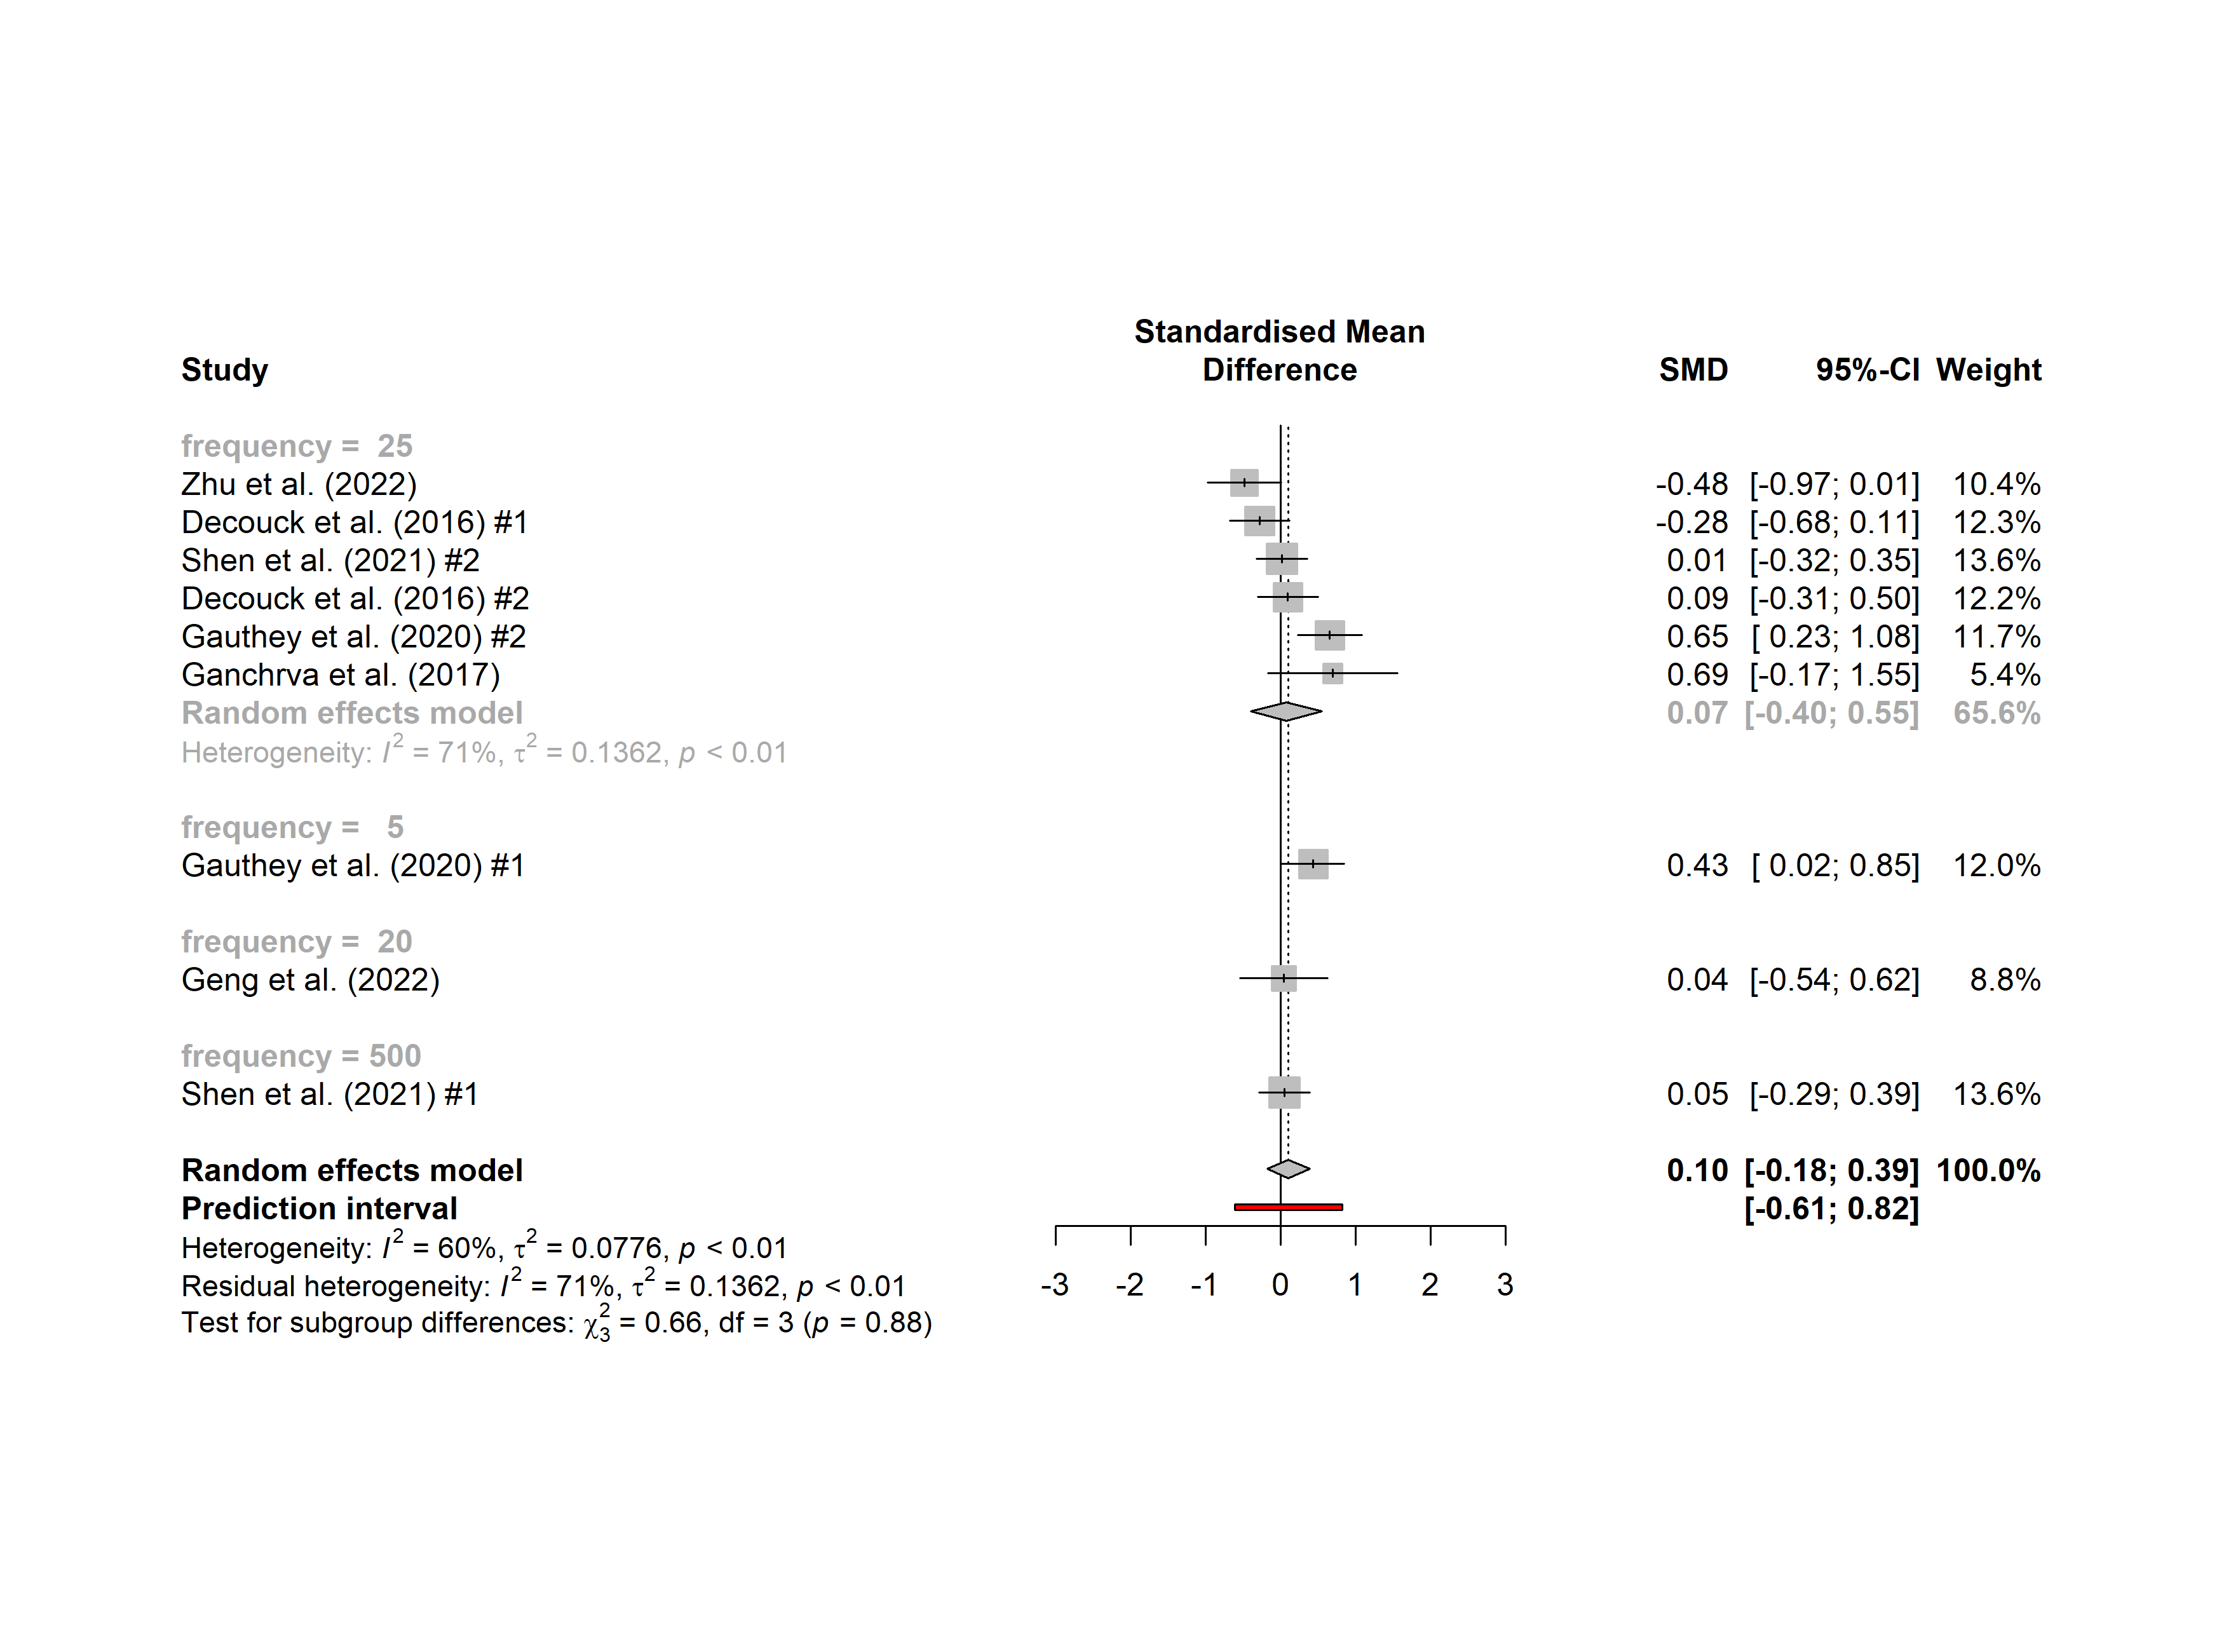 Standardised Mean
Study Difference SMD 95%-CI Weight
frequency = 25
Zhu et al. (2022) -0.48 [-0.97; 0.01] 10.4%
Decouck et al. (2016) #1 -0.28 [-0.68; 0.11] 12.3%
Shen et al. (2021) #2 0.01 [-0.32; 0.35] 13.6%
Decouck et al. (2016) #2 0.09 [-0.31; 0.50] 12.2%
Gauthey et al. (2020) #2 0.65 [ 0.23; 1.08] 11.7%
Ganchrva et al. (2017) 0.69 [-0.17; 1.55] 5.4%
Random effects model 0.07 [-0.40; 0.55] 65.6%
Heterogeneity: I² = 71%, τ² = 0.1362, p < 0.01
frequency = 5
Gauthey et al. (2020) #1 0.43 [ 0.02; 0.85] 12.0%
frequency = 20
Geng et al. (2022) 0.04 [-0.54; 0.62] 8.8%
frequency = 500
Shen et al. (2021) #1 0.05 [-0.29; 0.39] 13.6%
Random effects model 0.10 [-0.18; 0.39] 100.0%
Prediction interval [-0.61; 0.82]
Heterogeneity: I² = 60%, τ² = 0.0776, p < 0.01
Residual heterogeneity: I² = 71%, τ² = 0.1362, p < 0.01 -3 -2 -1 0 1 2 3
Test for subgroup differences: χ²₃ = 0.66, df = 3 (p = 0.88)